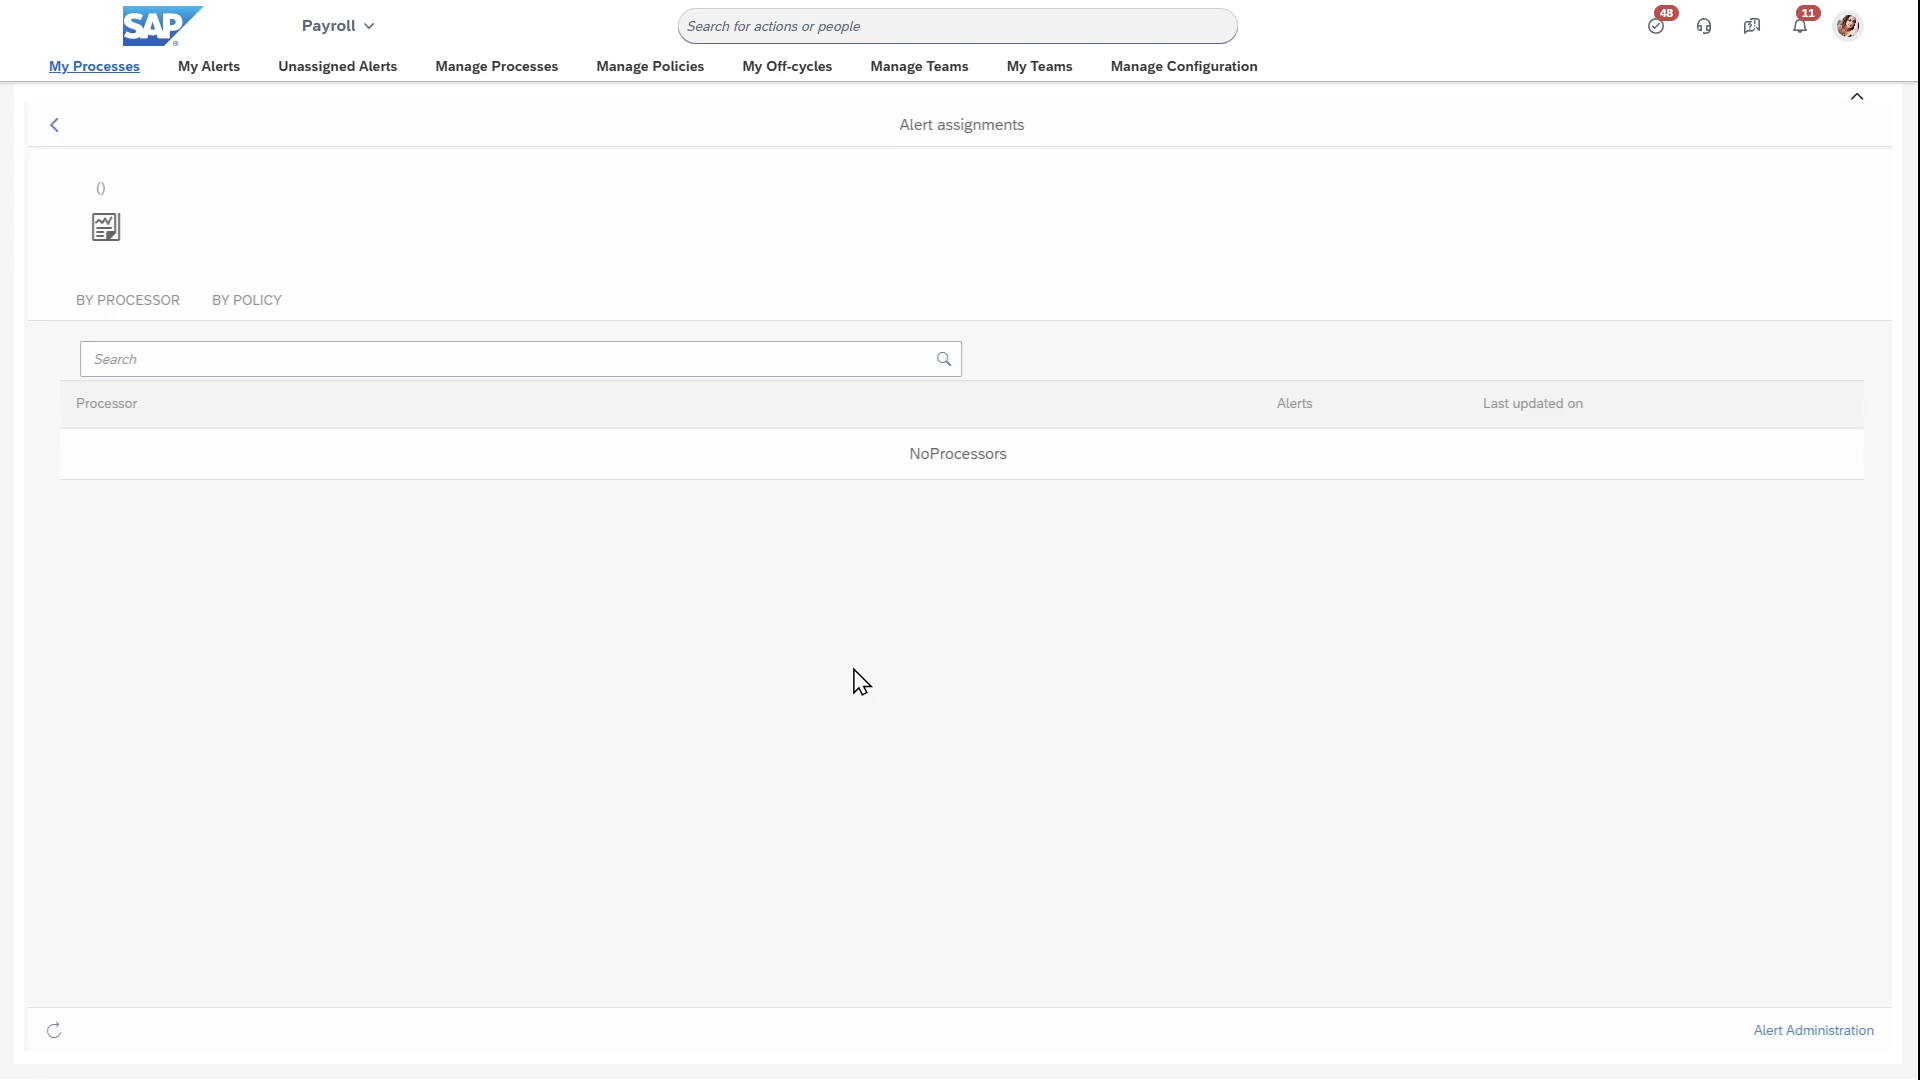 SAP
Payroll
Search for actions or people
48
11
My Processes
My Alerts
Unassigned Alerts
Manage Processes
Manage Policies
My Off-cycles
Manage Teams
My Teams
Manage Configuration
Alert assignments
()
BY PROCESSOR
BY POLICY
Search
Processor
Alerts
Last updated on
NoProcessors
Alert Administration